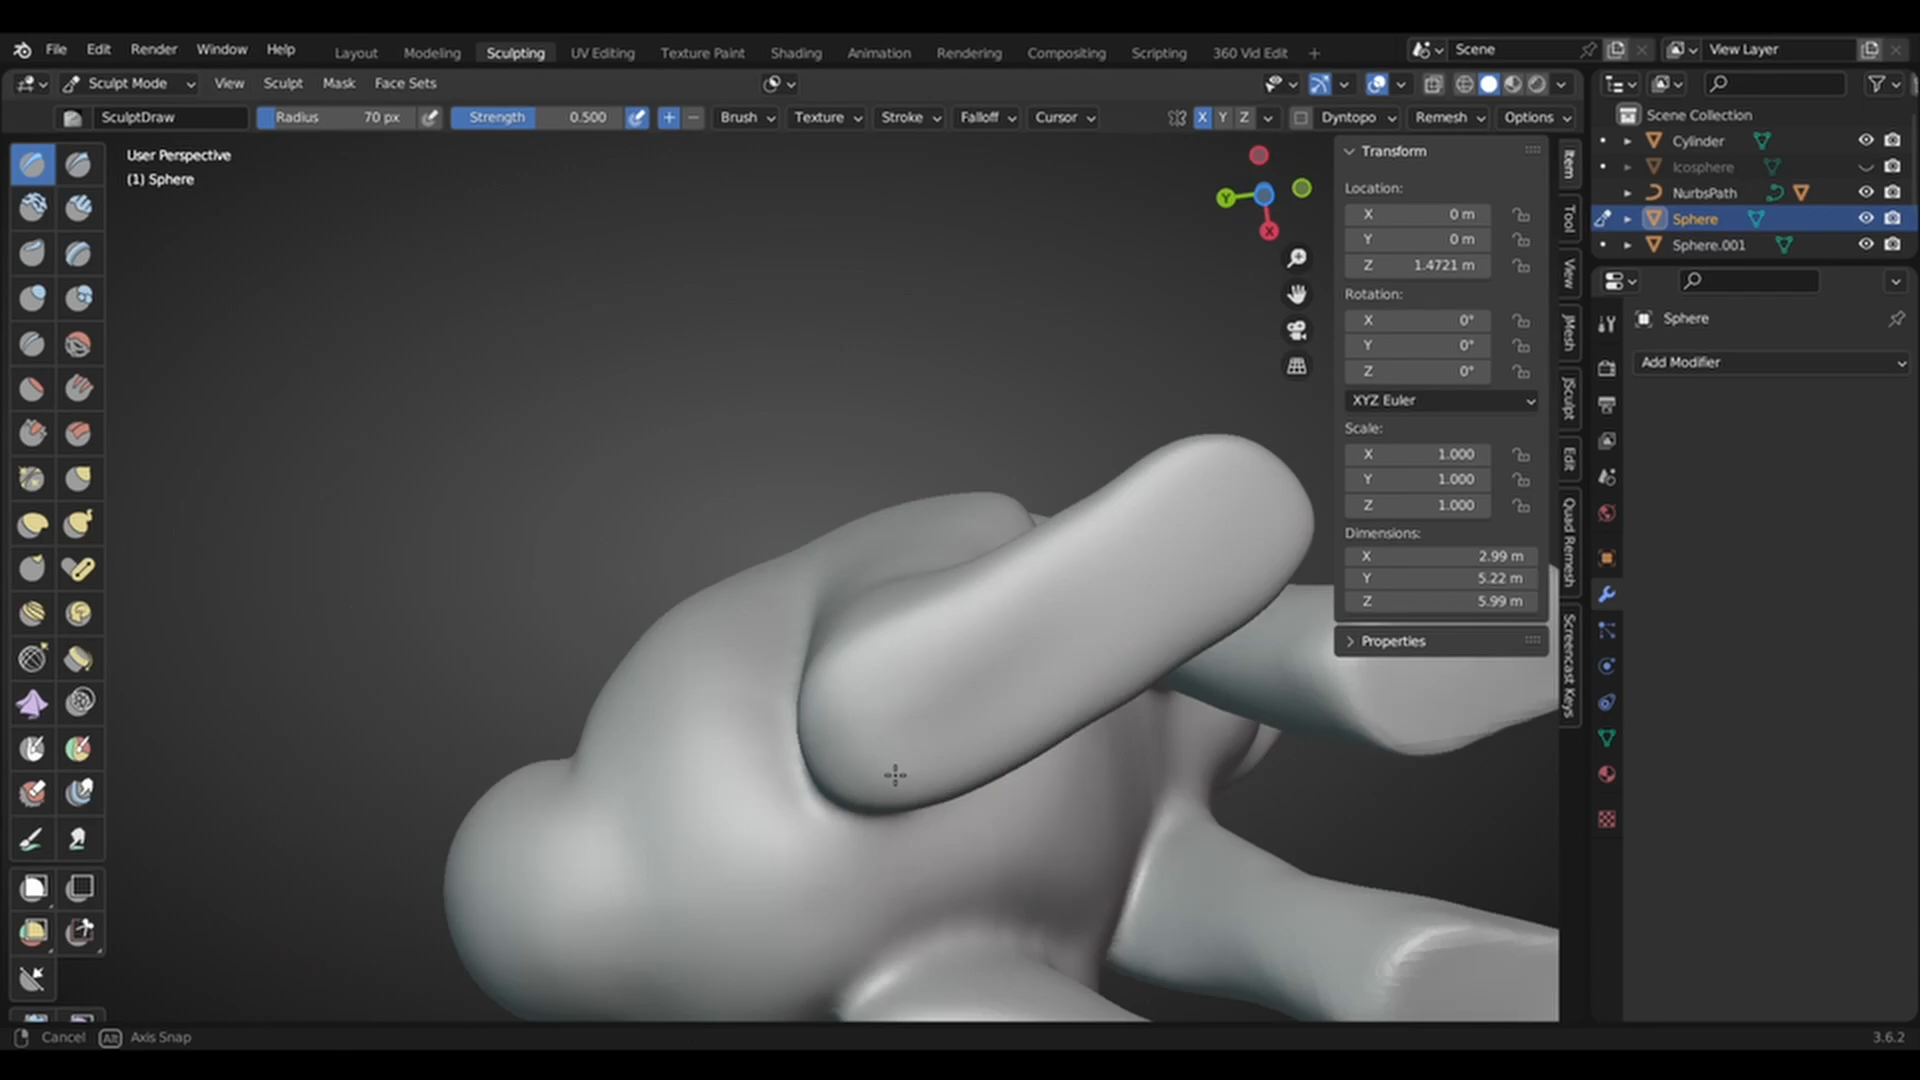 File Edit Render Window Help Layout Modeling Sculpting UV Editing Texture Paint Shading Animation Rendering Compositing Scripting 360 Vid Edit + Scene View Layer
Sculpt Mode View Sculpt Mask Face Sets
SculptDraw Radius 70 px Strength 0.500 + − Brush Texture Stroke Falloff Cursor X Y Z Dyntopo Remesh Options
User Perspective
(1) Sphere
Y
X
Transform
Location:
X 0 m
Y 0 m
Z 1.4721 m
Rotation:
X 0°
Y 0°
Z 0°
XYZ Euler
Scale:
X 1.000
Y 1.000
Z 1.000
Dimensions:
X 2.99 m
Y 5.22 m
Z 5.99 m
Properties
Item
Tool
View
JMesh
JSculpt
Edit
Quad Remesh
Screencast Keys
Scene Collection
Cylinder
Icosphere
NurbsPath
Sphere
Sphere.001
Sphere
Add Modifier
Cancel Alt Axis Snap 3.6.2